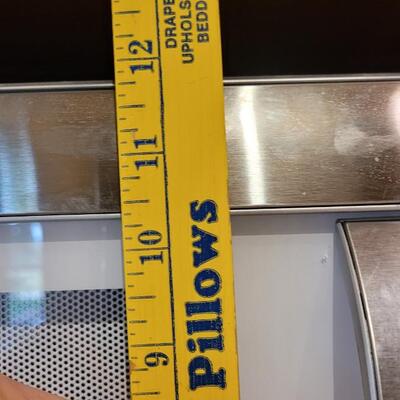 12
11
10
9
DRAPE
UPHOLS
BEDD
Pillows